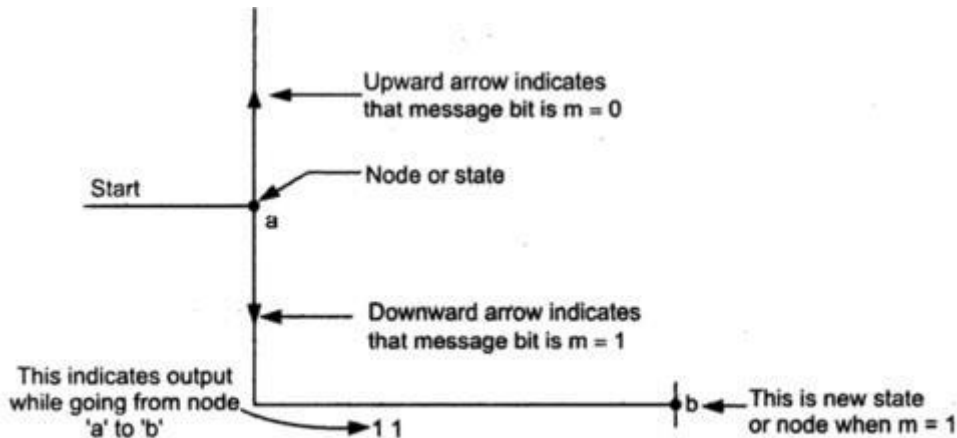 Upward arrow indicates
that message bit is m = 0
Start
Node or state
a
Downward arrow indicates
that message bit is m = 1
This indicates output
while going from node
'a' to 'b'
1 1
b
This is new state
or node when m = 1